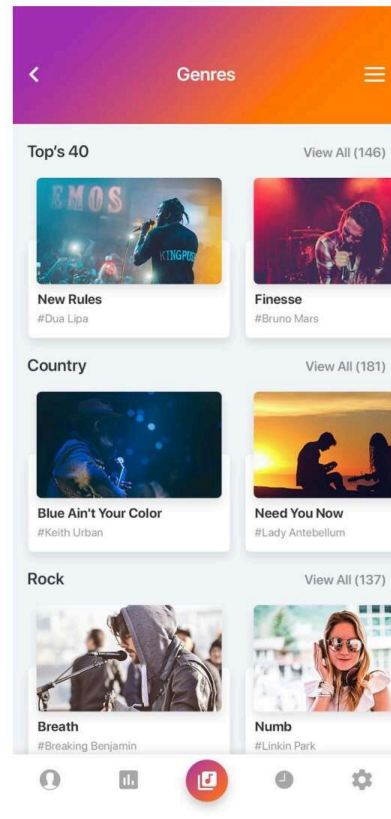 Genres
Top's 40
View All (146)
EMOS
KINGPU
New Rules
#Dua Lipa
Finesse
#Bruno Mars
Country
View All (181)
Blue Ain't Your Color
#Keith Urban
Need You Now
#Lady Antebellum
Rock
View All (137)
Breath
#Breaking Benjamin
Numb
#Linkin Park